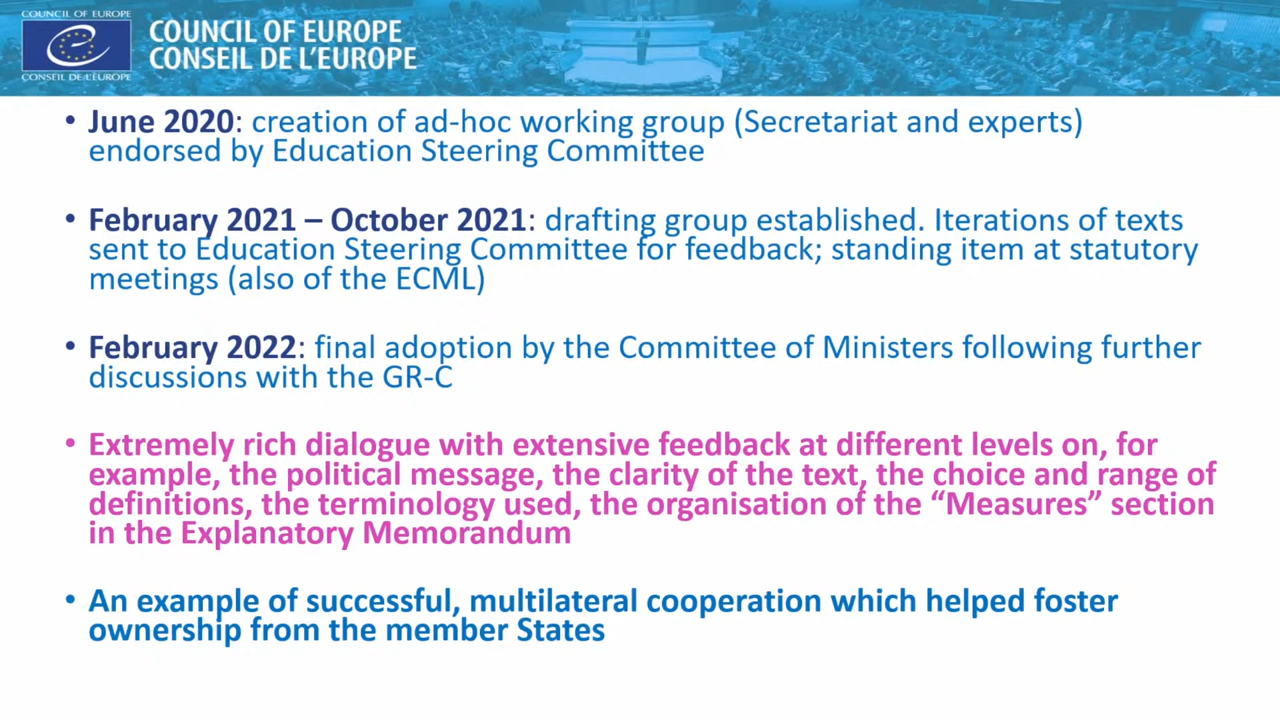 COUNCIL OF EUROPE
CONSEIL DE L'EUROPE
COUNCIL OF EUROPE
CONSEIL DE L'EUROPE
• June 2020: creation of ad-hoc working group (Secretariat and experts)
endorsed by Education Steering Committee
• February 2021 – October 2021: drafting group established. Iterations of texts
sent to Education Steering Committee for feedback; standing item at statutory
meetings (also of the ECML)
• February 2022: final adoption by the Committee of Ministers following further
discussions with the GR-C
• Extremely rich dialogue with extensive feedback at different levels on, for
example, the political message, the clarity of the text, the choice and range of
definitions, the terminology used, the organisation of the “Measures” section
in the Explanatory Memorandum
• An example of successful, multilateral cooperation which helped foster
ownership from the member States